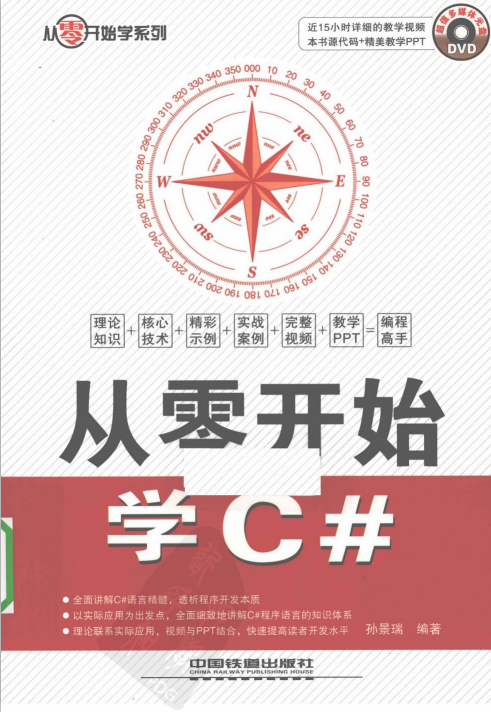 从零开始学系列
近15小时详细的教学视频
本书源代码+精美教学PPT
超值多媒体光盘
DVD
000 10 20 30 40 50 60 70 80 90 100 110 120 130 140 150 160 170 180 190 200 210 220 230 240 250 260 270 280 290 300 310 320 330 340 350
N
nw ne
W E
sw se
S
理论知识+核心技术+精彩示例+实战案例+完整视频+教学PPT=编程高手
从零开始
学C#
● 全面讲解C#语言精髓，透析程序开发本质
● 以实际应用为出发点，全面细致地讲解C#程序语言的知识体系
● 理论联系实际应用，视频与PPT结合，快速提高读者开发水平 孙景瑞 编著
中国铁道出版社
CHINA RAILWAY PUBLISHING HOUSE